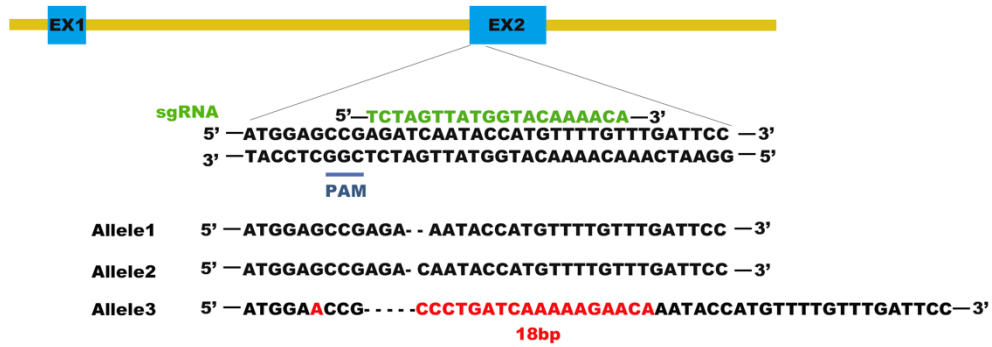 EX1 EX2
sgRNA 5’—TCTAGTTATGGTACAAAACA—3’
5’ —ATGGAGCCGAGATCAATACCATGTTTTGTTTGATTCC —3’
3’ —TACCTCGGCTCTAGTTATGGTACAAAACAAACTAAGG — 5’
PAM
Allele1 5’ —ATGGAGCCGAGA- - AATACCATGTTTTGTTTGATTCC —3’
Allele2 5’ —ATGGAGCCGAGA- CAATACCATGTTTTGTTTGATTCC —3’
Allele3 5’ —ATGGAAACCG- - - - -CCCTGATCAAAAAGAACAAATACCATGTTTTGTTTGATTCC—3’
18bp